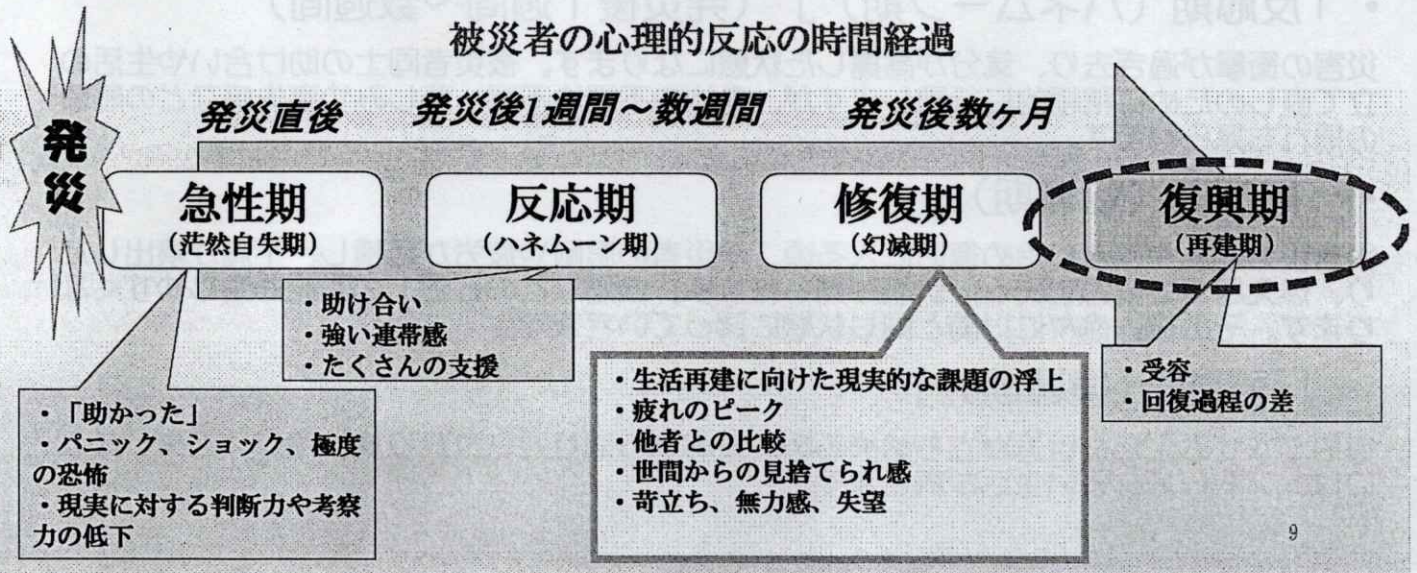 被災者の心理的反応の時間経過
発災
発災直後
発災後1週間～数週間
発災後数ヶ月
急性期
(茫然自失期)
反応期
(ハネムーン期)
修復期
(幻滅期)
復興期
(再建期)
・「助かった」
・パニック、ショック、極度
の恐怖
・現実に対する判断力や考察
力の低下
・助け合い
・強い連帯感
・たくさんの支援
・生活再建に向けた現実的な課題の浮上
・疲れのピーク
・他者との比較
・世間からの見捨てられ感
・苛立ち、無力感、失望
・受容
・回復過程の差
9